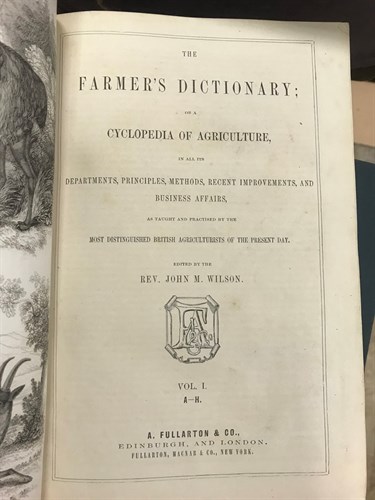 THE
FARMER'S DICTIONARY;
OR A
CYCLOPEDIA OF AGRICULTURE,
IN ALL ITS
DEPARTMENTS, PRINCIPLES, METHODS, RECENT IMPROVEMENTS, AND
BUSINESS AFFAIRS,
AS TAUGHT AND PRACTISED BY THE
MOST DISTINGUISHED BRITISH AGRICULTURISTS OF THE PRESENT DAY.
EDITED BY THE
REV. JOHN M. WILSON.
VOL. I.
A—H.
A. FULLARTON & CO.,
EDINBURGH, AND LONDON,
FULLARTON, MACNAB & CO., NEW YORK.